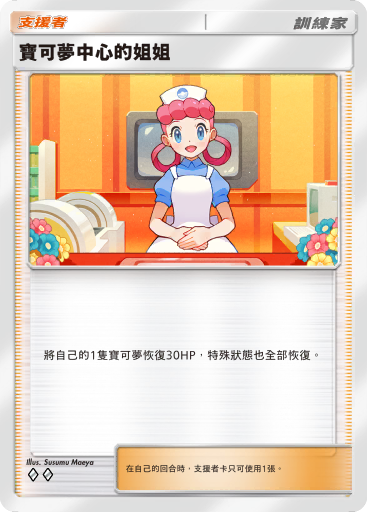 支援者
訓練家
寶可夢中心的姐姐
將自己的1隻寶可夢恢復30HP，特殊狀態也全部恢復。
Illus. Susumu Maeya
在自己的回合時，支援者卡只可使用1張。